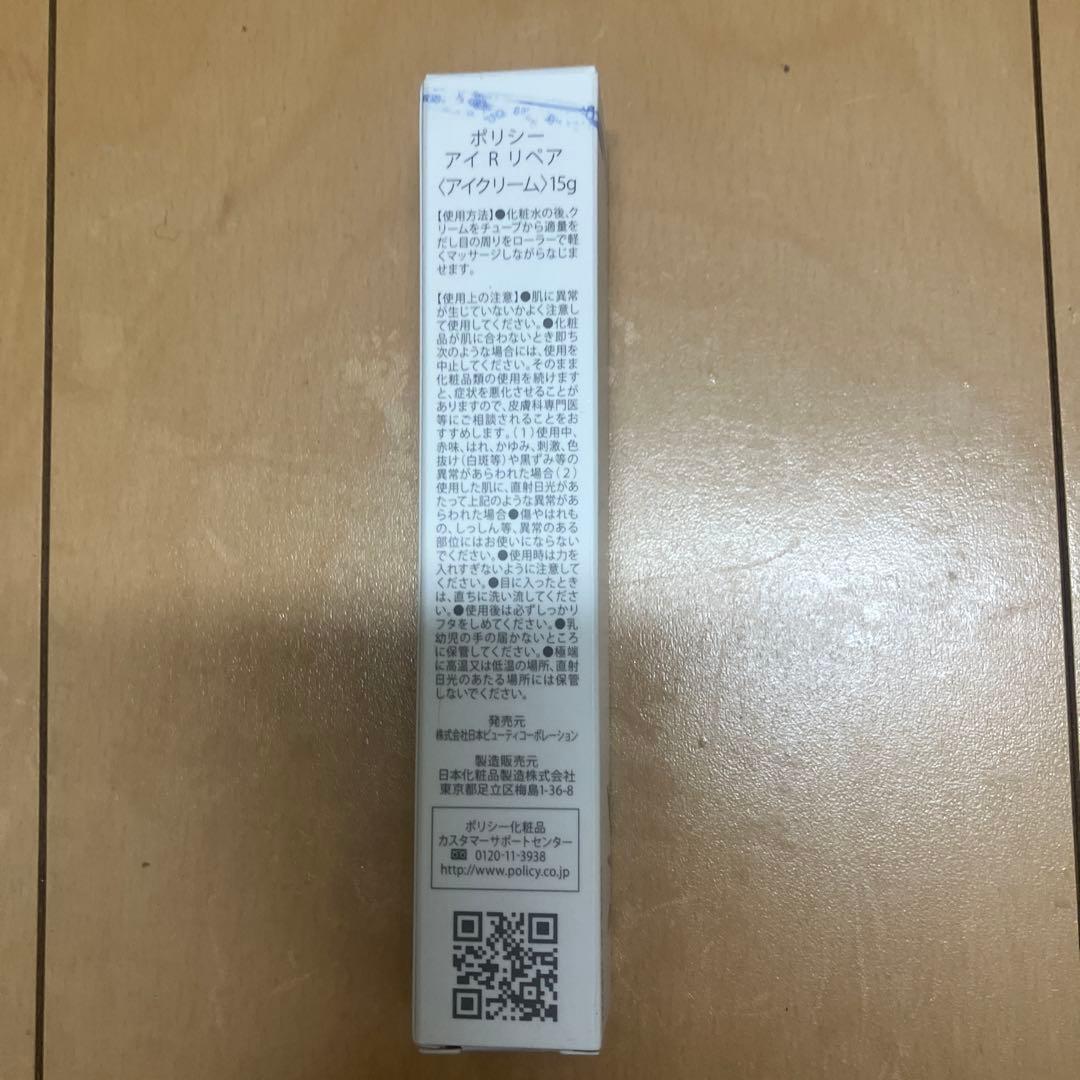 ポリシー
アイ R リペア
〈アイクリーム〉15g
【使用方法】●化粧水の後、ク
リームをチューブから適量を
だし目の周りをローラーで軽
くマッサージしながらなじま
せます。
【使用上の注意】●肌に異常
が生じていないかよく注意し
て使用してください。●化粧
品が肌に合わないとき即ち
次のような場合には、使用を
中止してください。そのまま
化粧品類の使用を続けます
と、症状を悪化させることが
ありますので、皮膚科専門医
等にご相談されることをお
すすめします。(1)使用中、
赤味、はれ、かゆみ、刺激、色
抜け(白斑等)や黒ずみ等の
異常があらわれた場合(2)
使用した肌に、直射日光があ
たって上記のような異常があ
らわれた場合●傷やはれも
の、しっしん等、異常のある
部位にはお使いにならない
でください。●使用時は力を
入れすぎないように注意して
ください。●目に入ったとき
は、直ちに洗い流してくださ
い。●使用後は必ずしっかり
フタをしめてください。●乳
幼児の手の届かないところ
に保管してください。●極端
に高温又は低温の場所、直射
日光のあたる場所には保管
しないでください。
発売元
株式会社日本ビューティコーポレーション
製造販売元
日本化粧品製造株式会社
東京都足立区梅島1-36-8
ポリシー化粧品
カスタマーサポートセンター
0120-11-3938
http://www.policy.co.jp